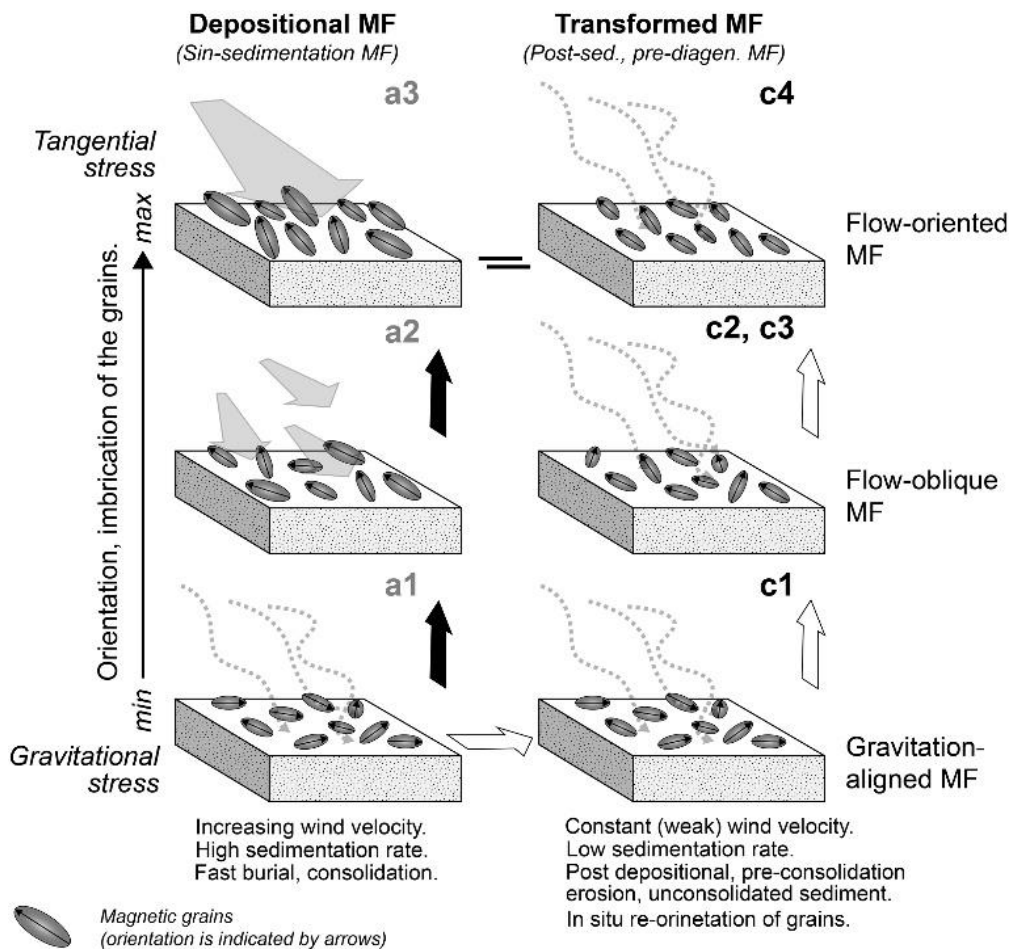 Depositional MF
(Sin-sedimentation MF)
Transformed MF
(Post-sed., pre-diagen. MF)
a3
c4
Tangential
stress
max
Orientation, imbrication of the grains.
min
Gravitational
stress
Flow-oriented
MF
a2
c2, c3
Flow-oblique
MF
a1
c1
Gravitation-
aligned MF
Increasing wind velocity.
High sedimentation rate.
Fast burial, consolidation.
Constant (weak) wind velocity.
Low sedimentation rate.
Post depositional, pre-consolidation
erosion, unconsolidated sediment.
In situ re-orinetation of grains.
Magnetic grains
(orientation is indicated by arrows)